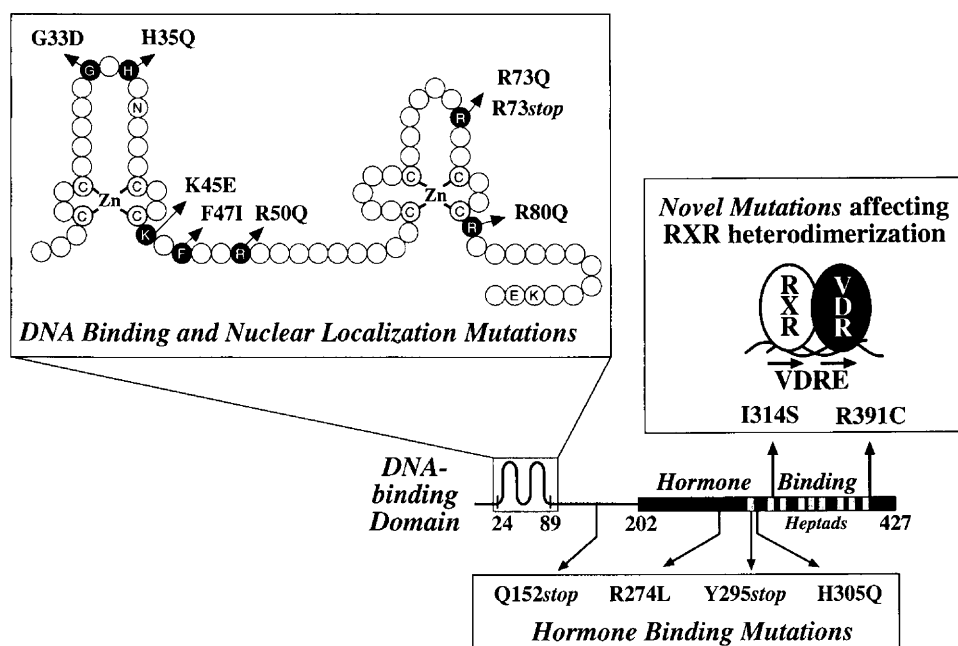 G33D
H35Q
G
H
N
C
C
Zn
C
C
K
K45E
F
F47I
R
R50Q
R73Q
R73stop
R
C
C
Zn
C
C
R
R80Q
E
K
DNA Binding and Nuclear Localization Mutations
Novel Mutations affecting
RXR heterodimerization
RXR
VDR
VDRE
I314S R391C
DNA-
binding
Domain
24 89
202
Hormone Binding
Heptads
427
Q152stop R274L Y295stop H305Q
Hormone Binding Mutations